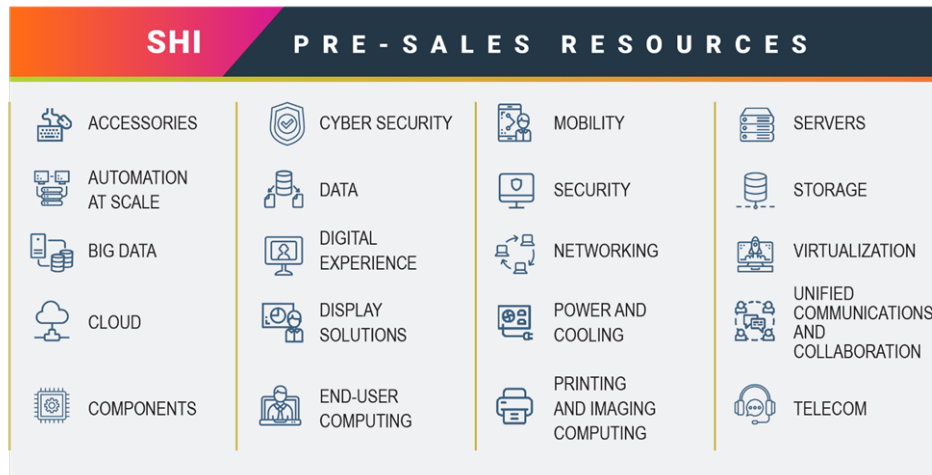 SHI PRE-SALES RESOURCES
ACCESSORIES
AUTOMATION
AT SCALE
BIG DATA
CLOUD
COMPONENTS
CYBER SECURITY
DATA
DIGITAL
EXPERIENCE
DISPLAY
SOLUTIONS
END-USER
COMPUTING
MOBILITY
SECURITY
NETWORKING
POWER AND
COOLING
PRINTING
AND IMAGING
COMPUTING
SERVERS
STORAGE
VIRTUALIZATION
UNIFIED
COMMUNICATIONS
AND
COLLABORATION
TELECOM